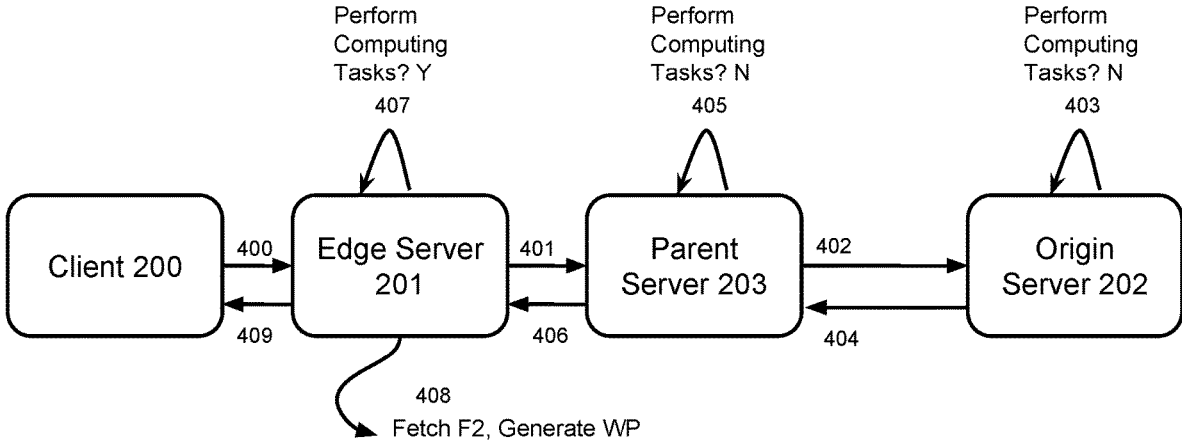 Perform
Computing
Tasks? Y
407
Perform
Computing
Tasks? N
405
Perform
Computing
Tasks? N
403
Client 200
400
409
Edge Server
201
401
406
Parent
Server 203
402
404
Origin
Server 202
408
Fetch F2, Generate WP